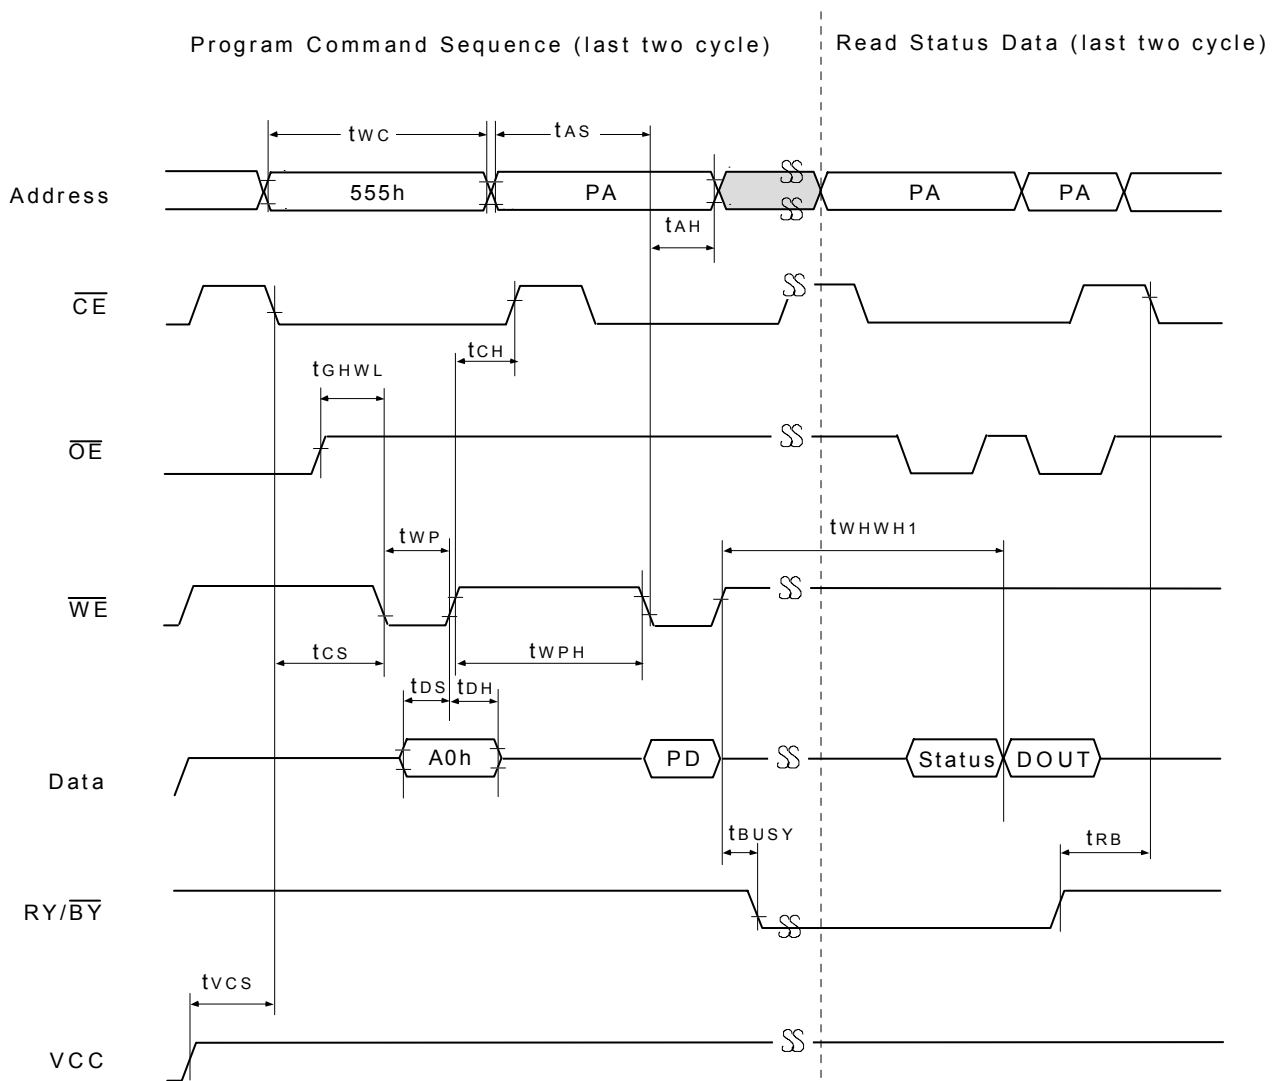 Program Command Sequence (last two cycle)
Read Status Data (last two cycle)
tWC
tAS
Address
555h
PA
PA
PA
tAH
CE
tCH
tGHWL
OE
tWP
tWHWH1
WE
tCS
tWPH
tDS
tDH
Data
A0h
PD
Status
DOUT
tBUSY
tRB
RY/BY
tVCS
VCC